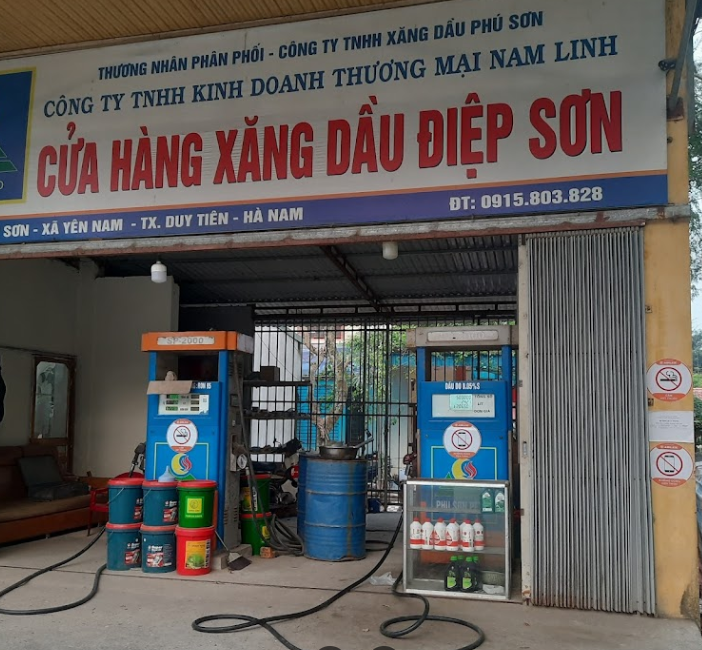 THƯƠNG NHÂN PHÂN PHỐI - CÔNG TY TNHH XĂNG DẦU PHÚ SƠN
CÔNG TY TNHH KINH DOANH THƯƠNG MẠI NAM LINH
CỬA HÀNG XĂNG DẦU ĐIỆP SƠN
ĐT: 0915.803.828
SƠN - XÃ YÊN NAM - TX. DUY TIÊN - HÀ NAM
SP-2000
DẦU DO 0.05%S